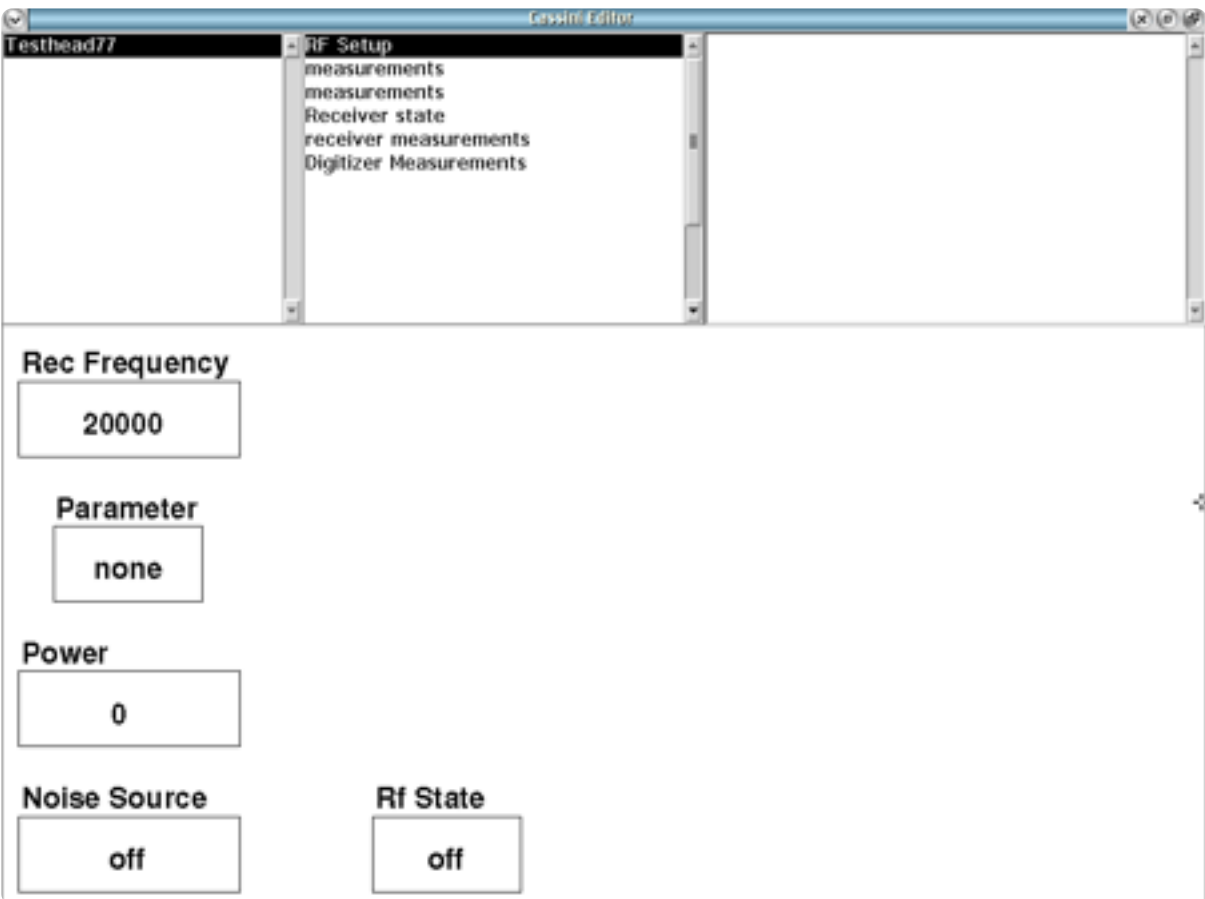 Cassini Editor
Testhead77
RF Setup
measurements
measurements
Receiver state
receiver measurements
Digitizer Measurements
Rec Frequency
20000
Parameter
none
Power
0
Noise Source
off
Rf State
off